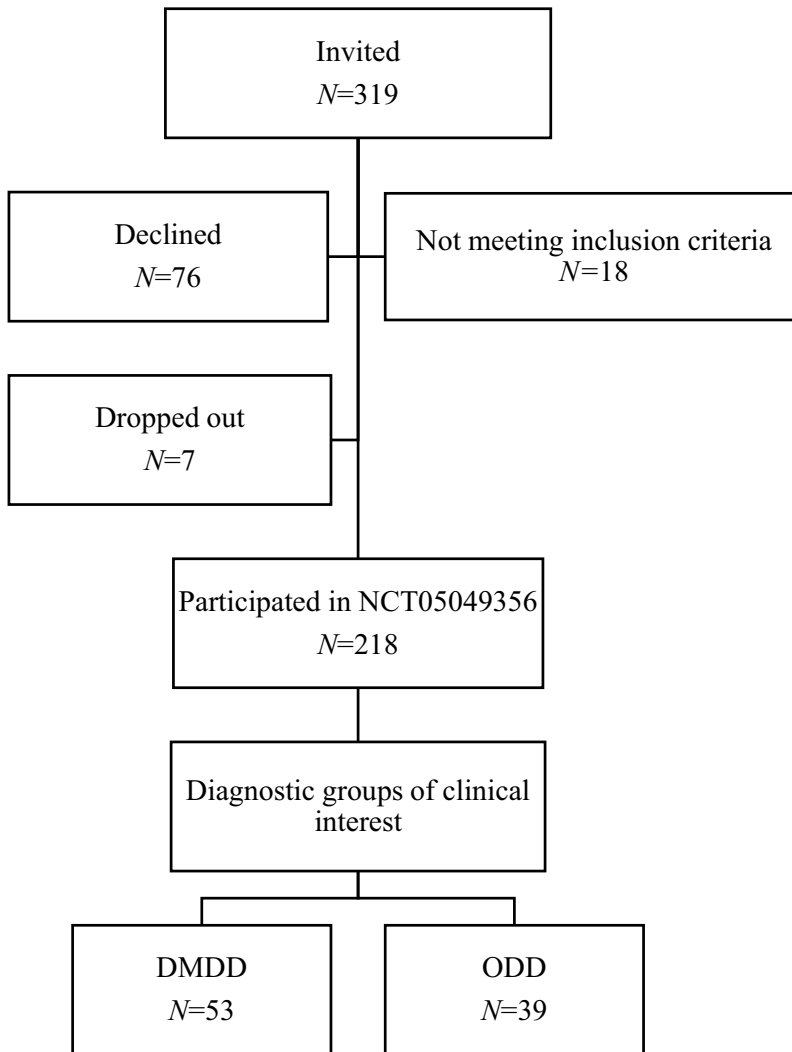 Invited
N=319
Declined
N=76
Not meeting inclusion criteria
N=18
Dropped out
N=7
Participated in NCT05049356
N=218
Diagnostic groups of clinical
interest
DMDD
N=53
ODD
N=39